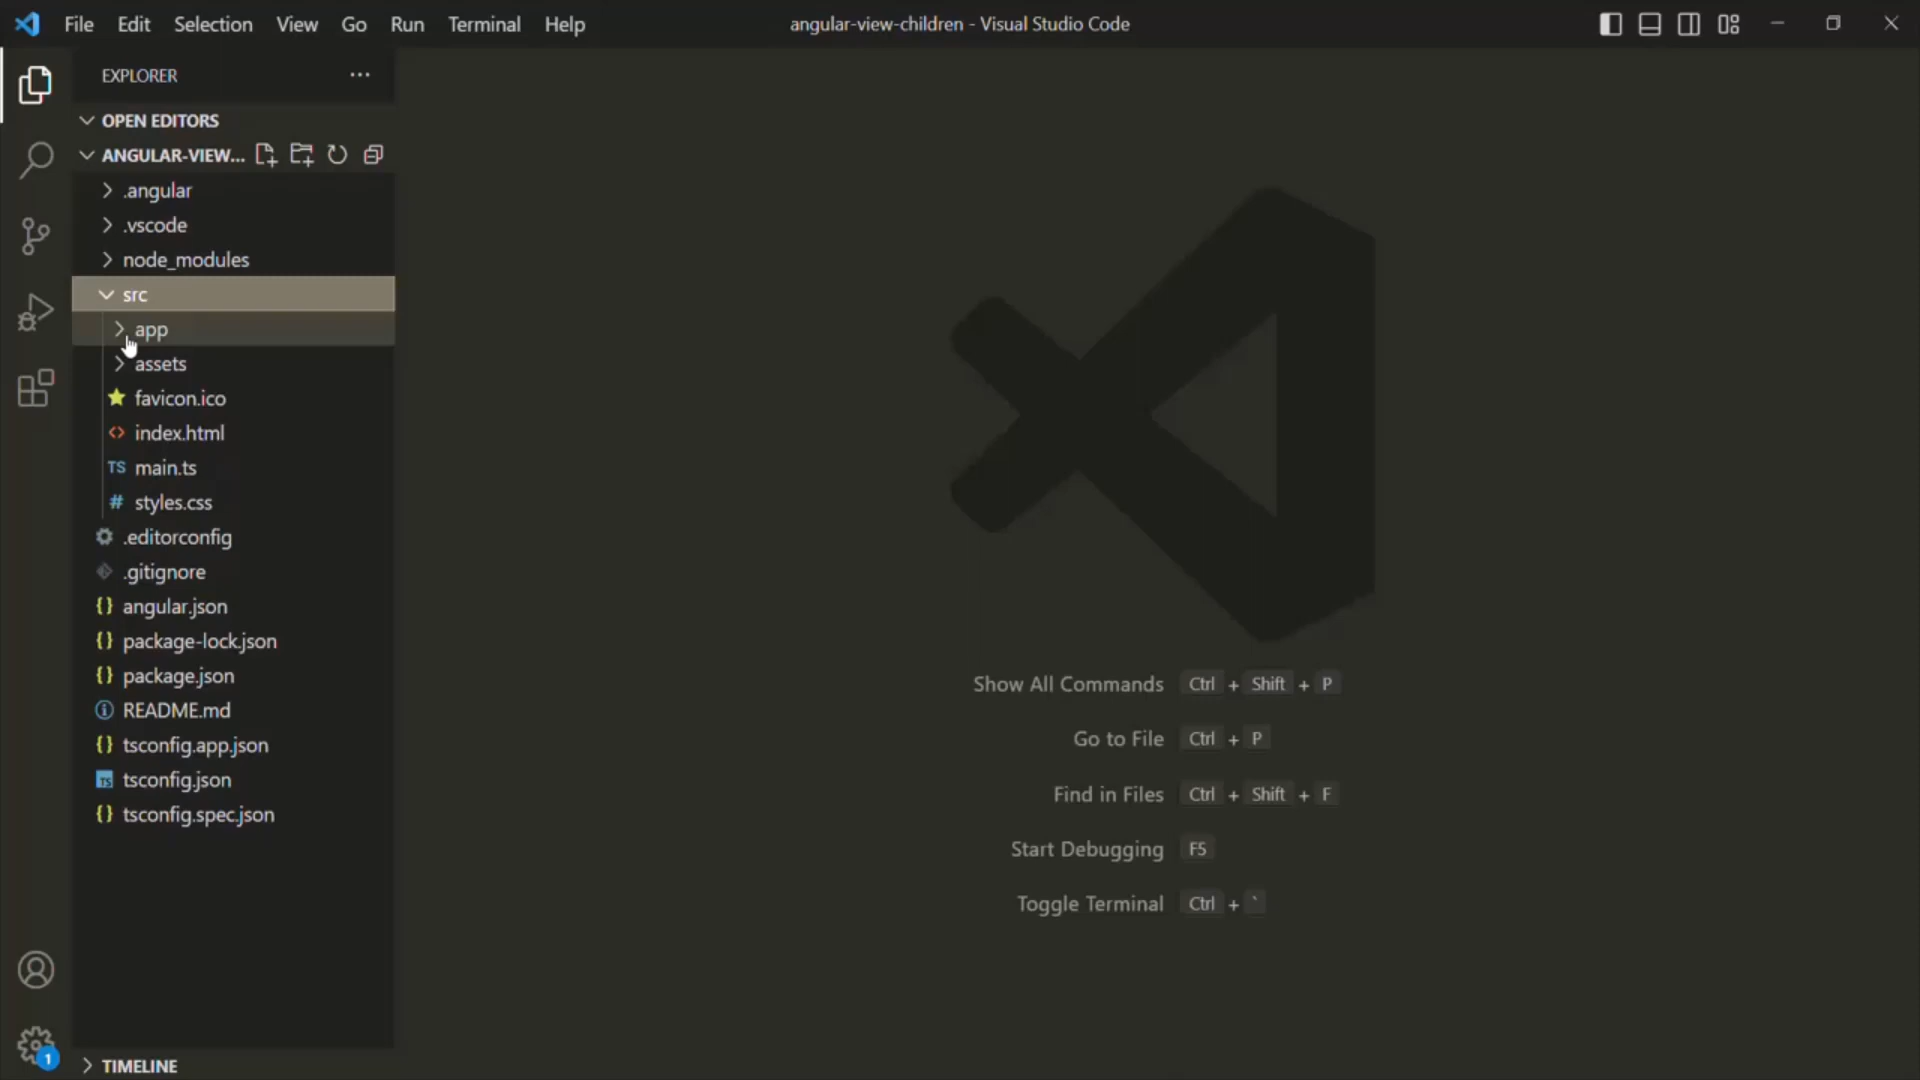 File Edit Selection View Go Run Terminal Help
angular-view-children - Visual Studio Code
EXPLORER
OPEN EDITORS
ANGULAR-VIEW...
.angular
.vscode
node_modules
src
app
assets
favicon.ico
<> index.html
TS main.ts
# styles.css
.editorconfig
.gitignore
{} angular.json
{} package-lock.json
{} package.json
README.md
{} tsconfig.app.json
TS tsconfig.json
{} tsconfig.spec.json
Show All Commands Ctrl + Shift + P
Go to File Ctrl + P
Find in Files Ctrl + Shift + F
Start Debugging F5
Toggle Terminal Ctrl + `
1
TIMELINE